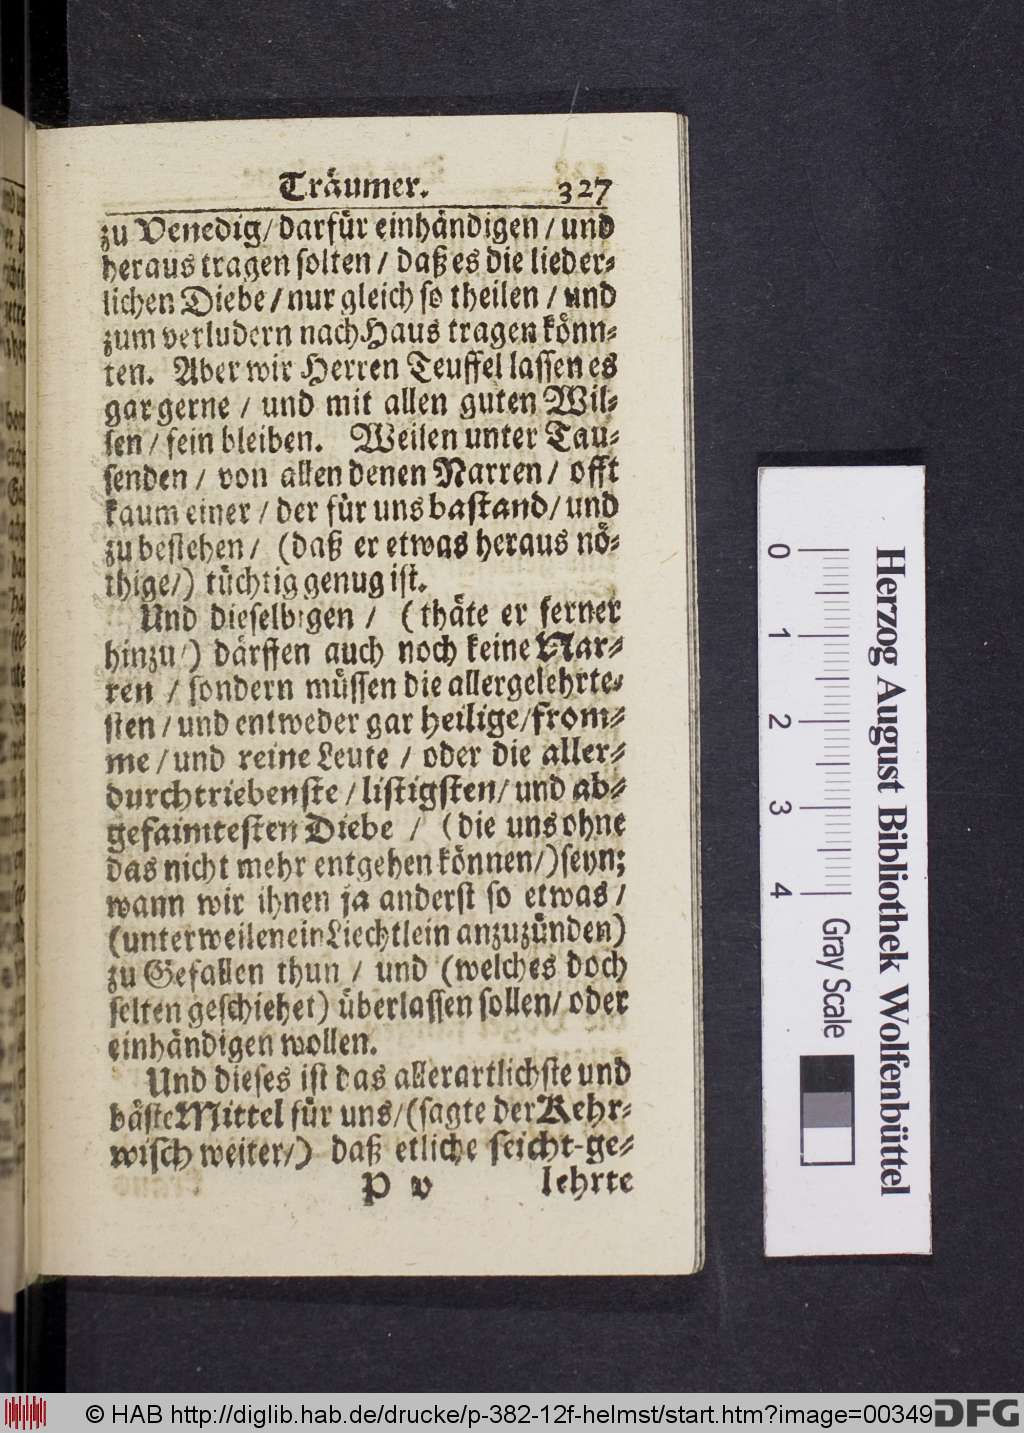 Träumer. 327
zu Venedig/ darfür einhändigen / und
heraus tragen solten / daß es die lieder-
lichen Diebe / nur gleich so theilen / und
zum verludern nach Haus tragen könn-
ten. Aber wir Herren Teuffel lassen es
gar gerne / und mit allen guten Wil-
len / sein bleiben. Weilen unter Tau-
senden / von allen denen Narren / offt
kaum einer / der für uns bastand / und
zu bestehen / (daß er etwas heraus nö-
thige/) tüchtig genug ist.
Und dieselbigen / (thäte er ferner
hinzu/) därffen auch noch keine Nar-
ren / sondern müssen die allergelehrte-
sten / und entweder gar heilige/ from-
me / und reine Leute / oder die aller-
durchtriebenste / listigsten/ und ab-
gefaimtesten Diebe / (die uns ohne
das nicht mehr entgehen können/) seyn;
wann wir ihnen ja anderst so etwas /
(unterweilen ein Liechtlein anzuzünden)
zu Gefallen thun / und (welches doch
selten geschiehet) überlassen sollen/ oder
einhändigen wollen.
Und dieses ist das allerartlichste und
bäste Mittel für uns/ (sagte der Kehr-
wisch weiter/) daß etliche seicht-ge-
P v lehrte
0 1 2 3 4
Gray Scale
Herzog August Bibliothek Wolfenbüttel
© HAB http://diglib.hab.de/drucke/p-382-12f-helmst/start.htm?image=00349
DFG